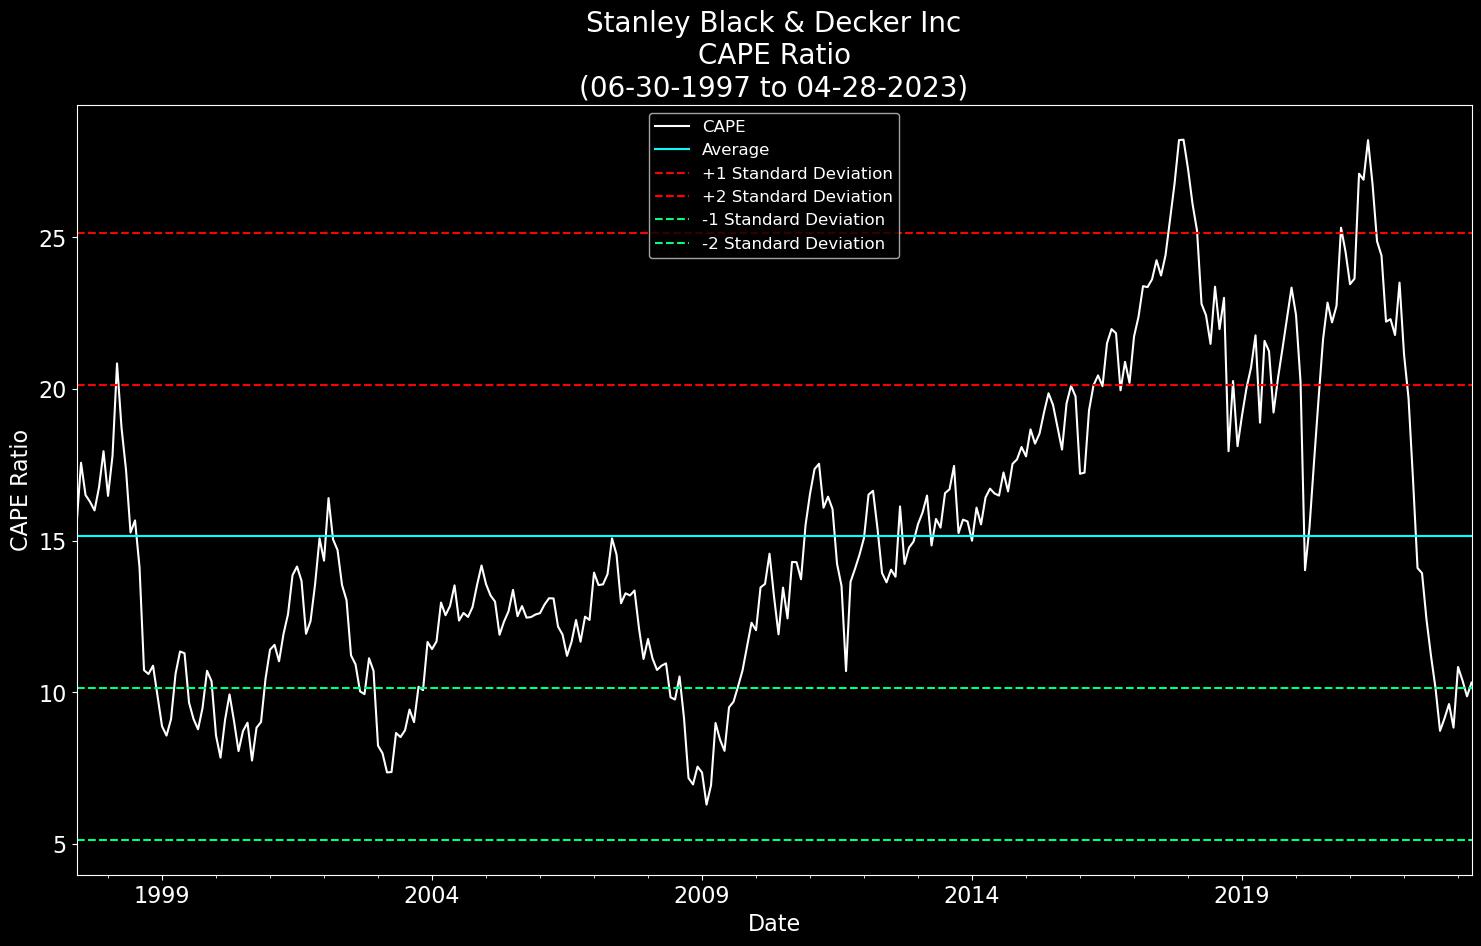 Stanley Black & Decker Inc
CAPE Ratio
(06-30-1997 to 04-28-2023)
CAPE
Average
+1 Standard Deviation
+2 Standard Deviation
-1 Standard Deviation
-2 Standard Deviation
25
20
15
10
5
CAPE Ratio
1999 2004 2009 2014 2019
Date